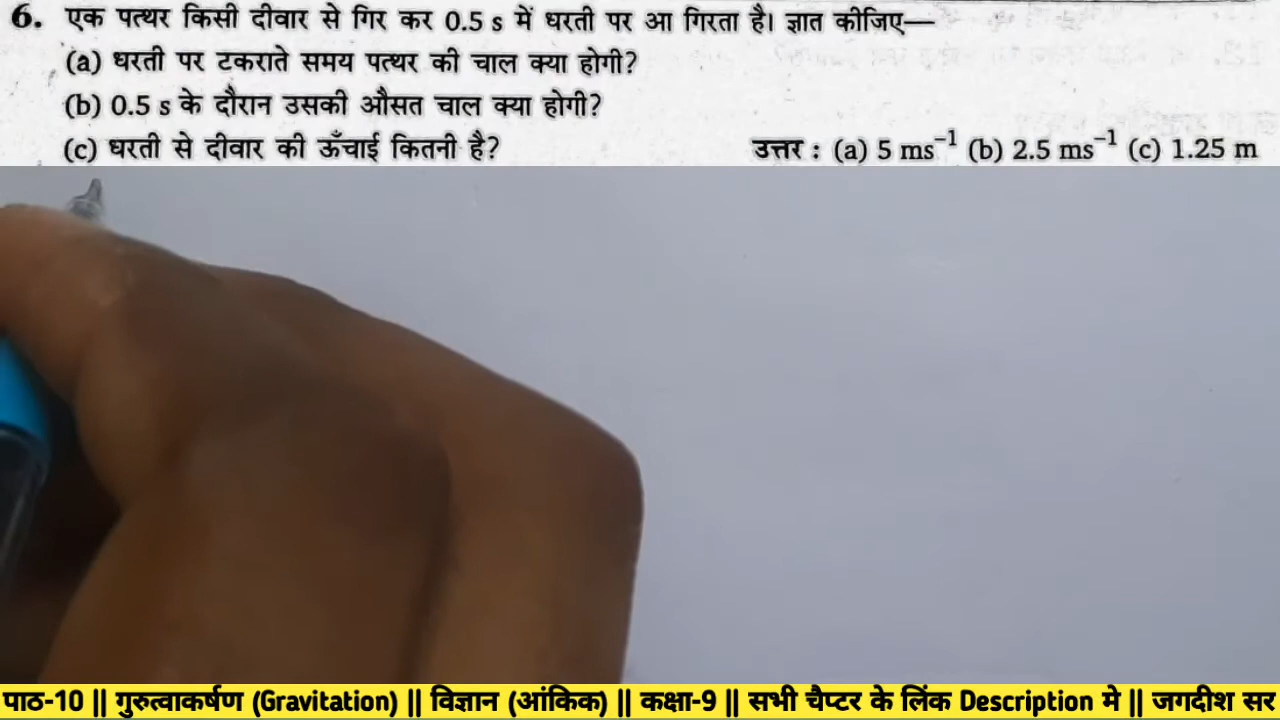 6. एक पत्थर किसी दीवार से गिर कर 0.5 s में धरती पर आ गिरता है। ज्ञात कीजिए—
(a) धरती पर टकराते समय पत्थर की चाल क्या होगी?
(b) 0.5 s के दौरान उसकी औसत चाल क्या होगी?
(c) धरती से दीवार की ऊँचाई कितनी है? उत्तर : (a) 5 ms⁻¹ (b) 2.5 ms⁻¹ (c) 1.25 m
पाठ-10 || गुरुत्वाकर्षण (Gravitation) || विज्ञान (आंकिक) || कक्षा-9 || सभी चैप्टर के लिंक Description मे || जगदीश सर